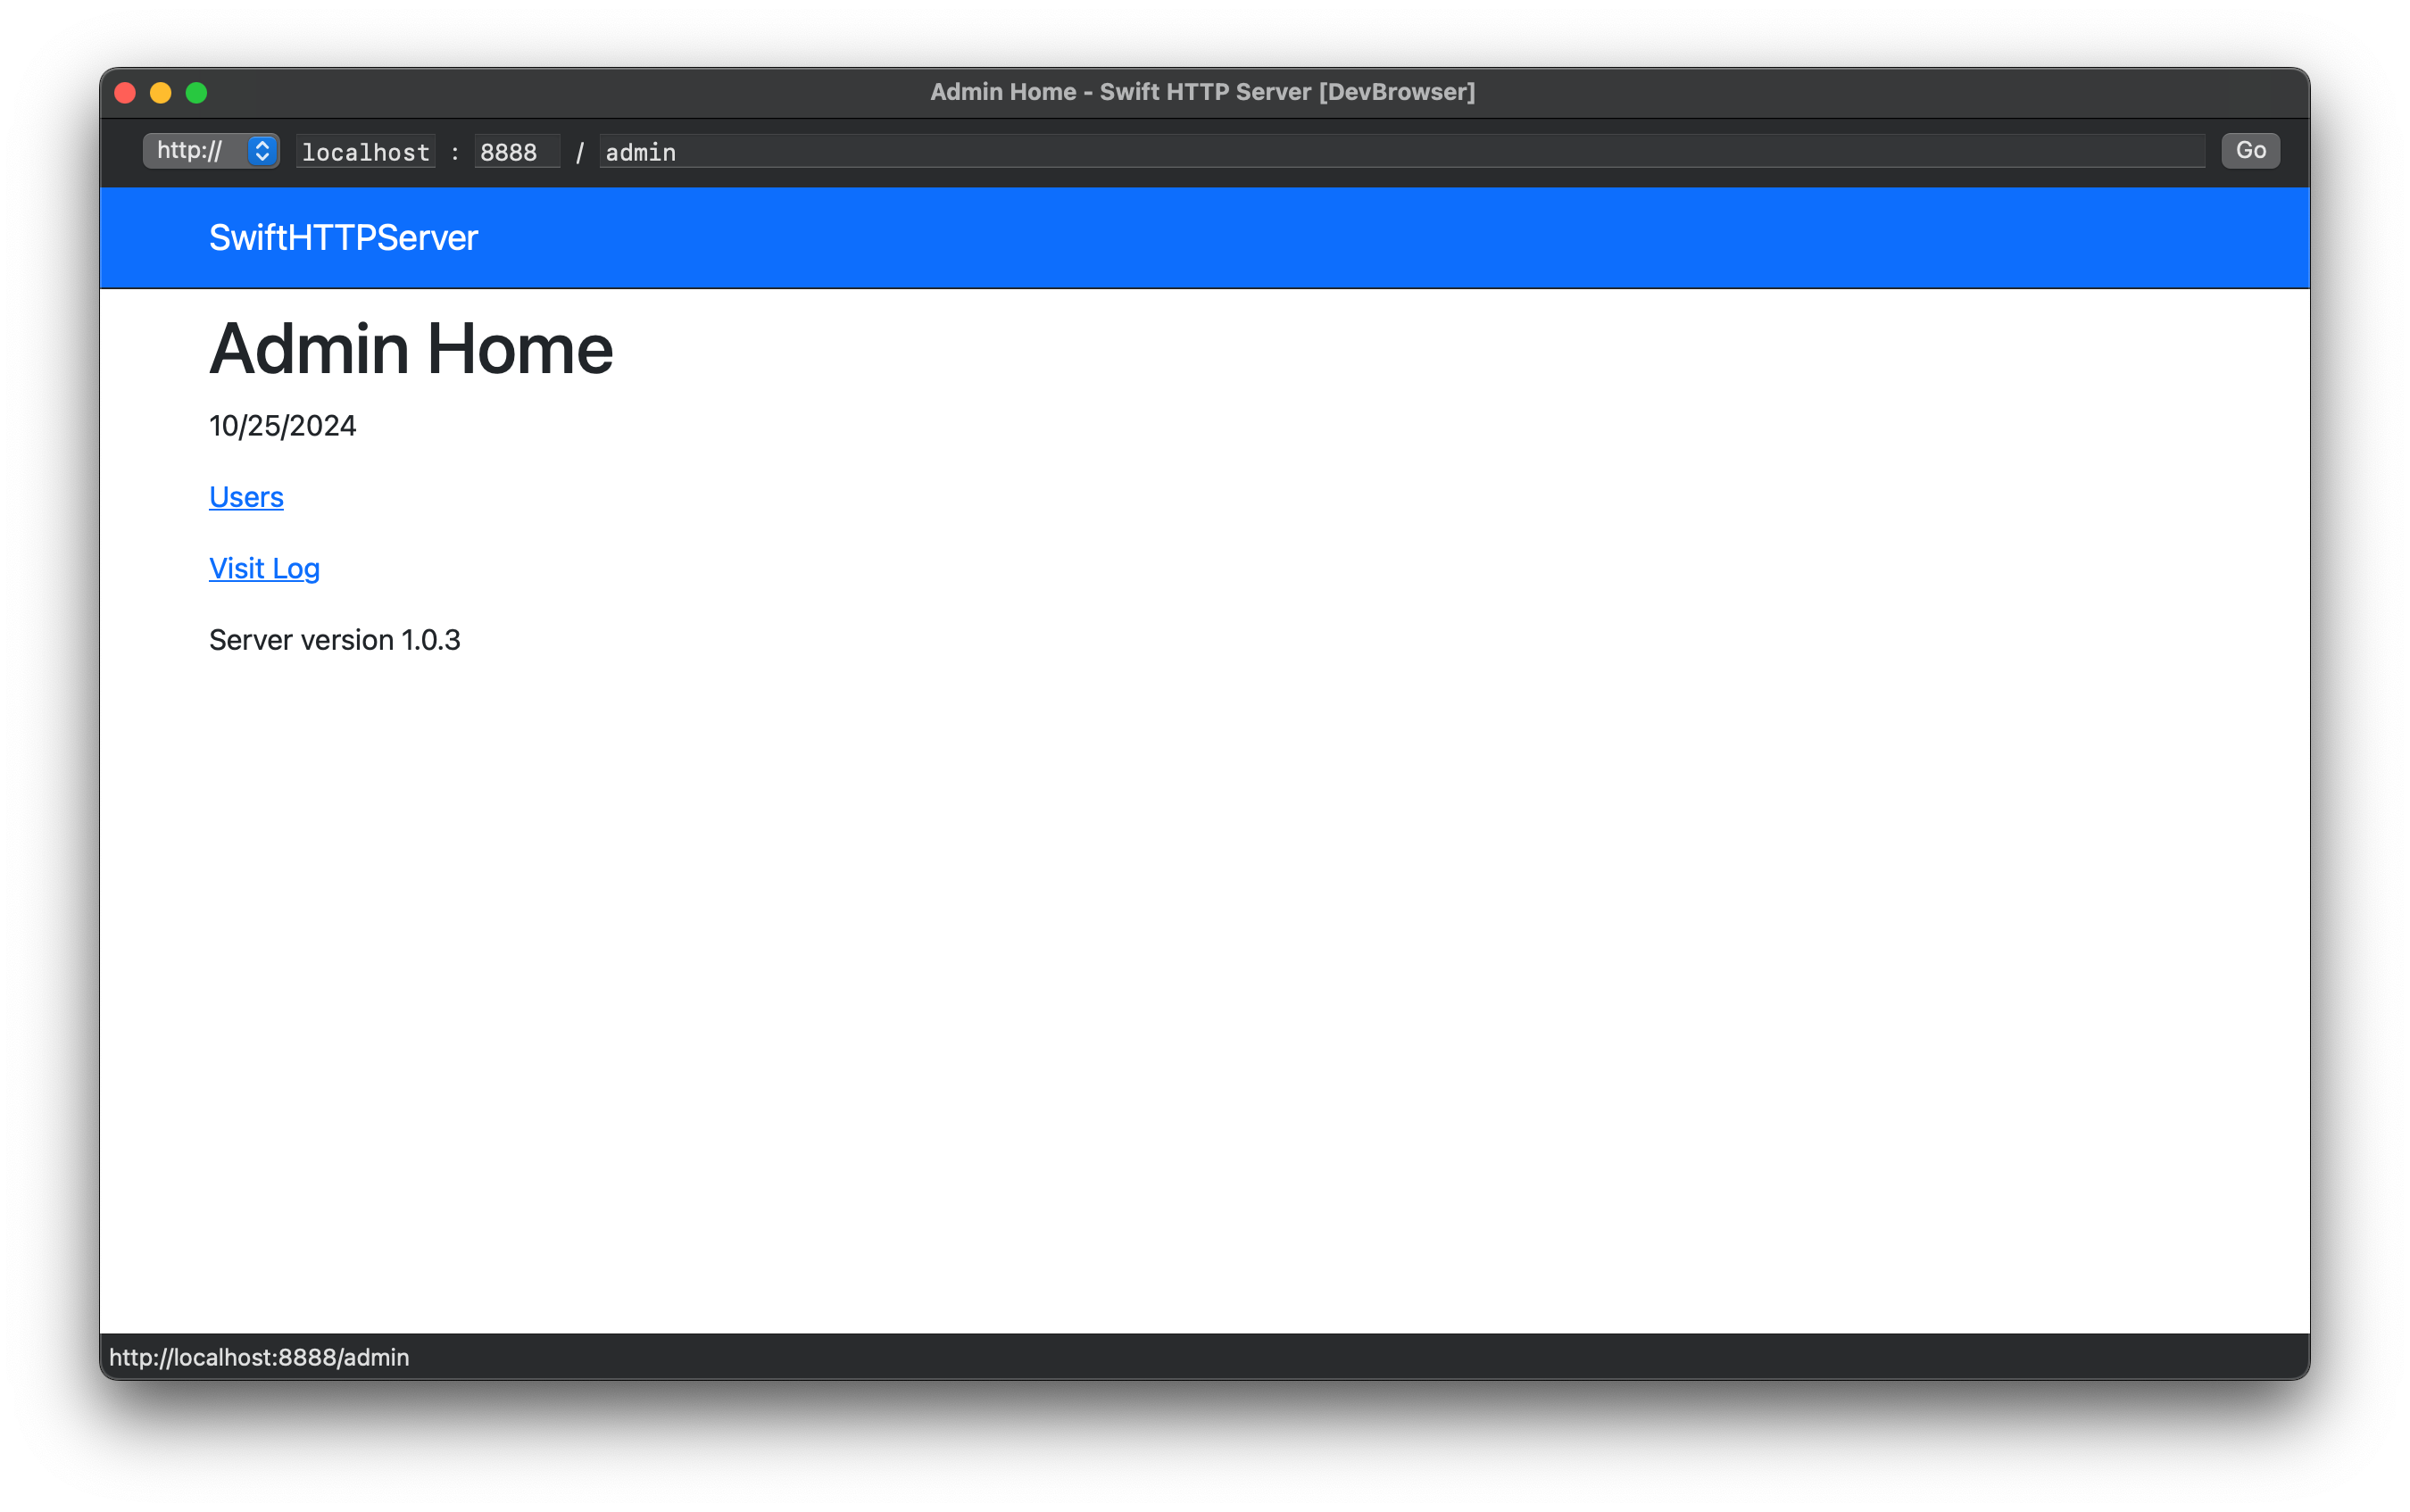 Admin Home - Swift HTTP Server [DevBrowser]
http:// localhost : 8888 / admin Go
SwiftHTTPServer
Admin Home
10/25/2024
Users
Visit Log
Server version 1.0.3
http://localhost:8888/admin